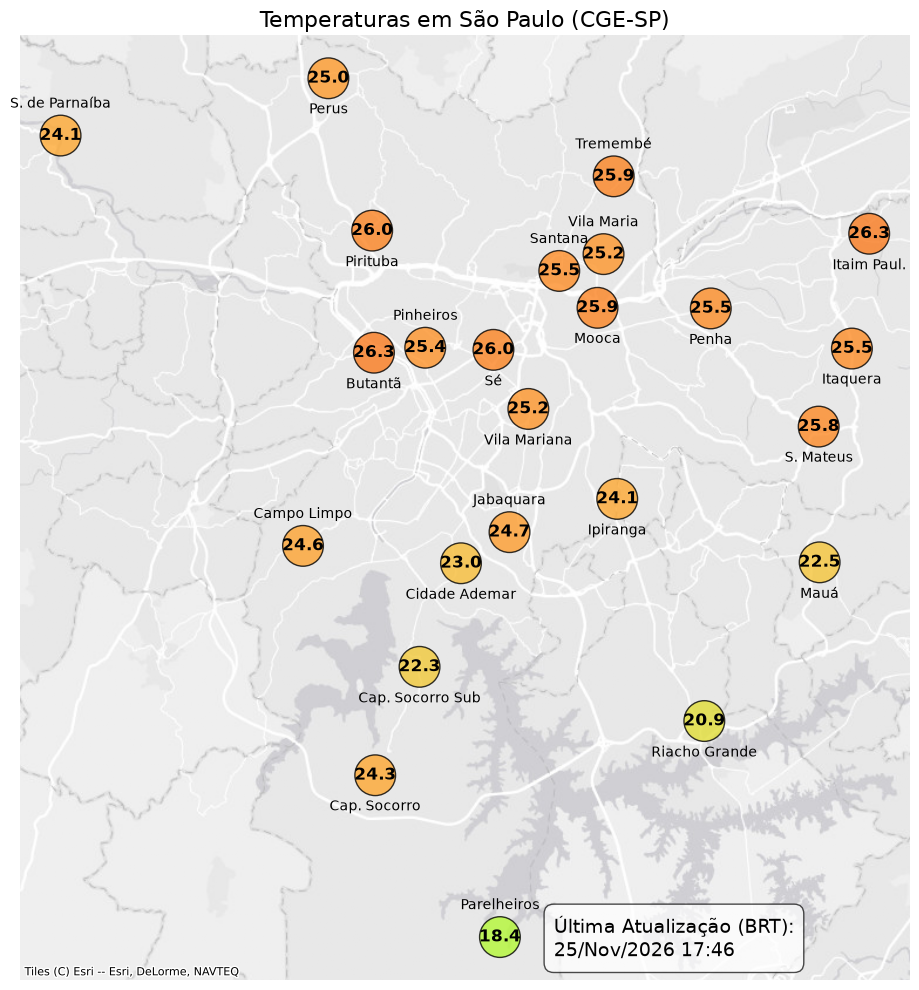 Temperaturas em São Paulo (CGE-SP)
25.0
Perus
S. de Parnaíba
24.1
Tremembé
25.9
26.0
Pirituba
Vila Maria
25.2
Santana
25.5
26.3
Itaim Paul.
25.9
Mooca
25.5
Penha
Pinheiros
25.4
26.3
Butantã
26.0
Sé
25.5
Itaquera
25.2
Vila Mariana
25.8
S. Mateus
24.1
Ipiranga
Jabaquara
24.7
Campo Limpo
24.6
23.0
Cidade Ademar
22.5
Mauá
22.3
Cap. Socorro Sub
20.9
Riacho Grande
24.3
Cap. Socorro
Parelheiros
18.4
Última Atualização (BRT):
25/Nov/2026 17:46
Tiles (C) Esri -- Esri, DeLorme, NAVTEQ